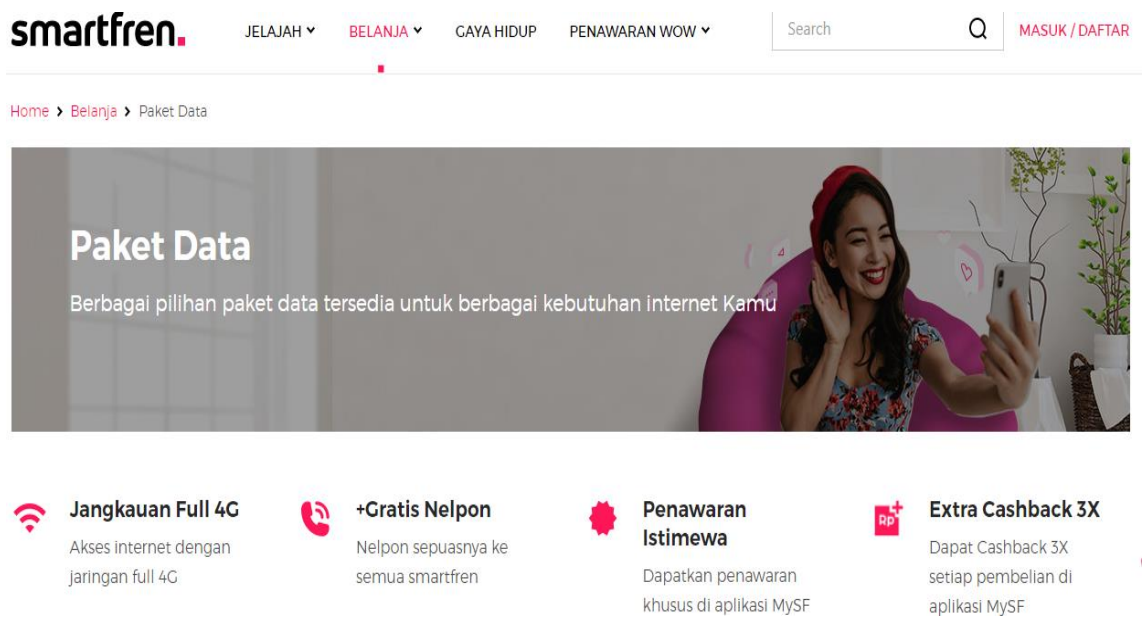 smartfren.
JELAJAH
BELANJA
GAYA HIDUP
PENAWARAN WOW
Search
MASUK / DAFTAR
Home > Belanja > Paket Data
Paket Data
Berbagai pilihan paket data tersedia untuk berbagai kebutuhan internet Kamu
Jangkauan Full 4G
Akses internet dengan
jaringan full 4G
+Gratis Nelpon
Nelpon sepuasnya ke
semua smartfren
Penawaran
Istimewa
Dapatkan penawaran
khusus di aplikasi MySF
Rp+
Extra Cashback 3X
Dapat Cashback 3X
setiap pembelian di
aplikasi MySF